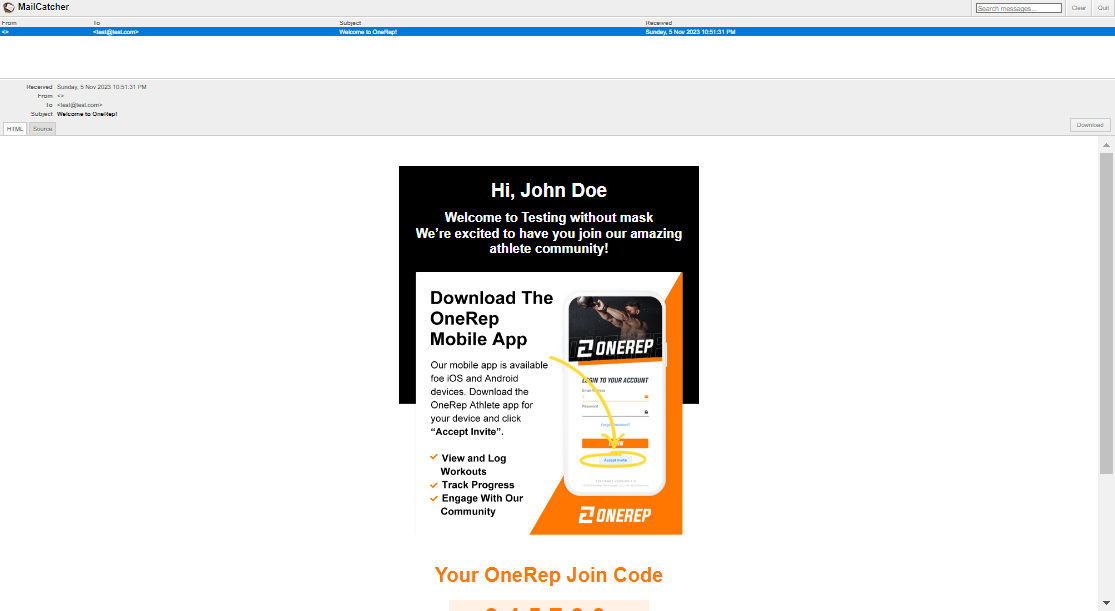 MailCatcher
Search messages...
Clear
Quit
From To Subject Received
<> <test@test.com> Welcome to OneRep! Sunday, 5 Nov 2023 10:51:31 PM
Received Sunday, 5 Nov 2023 10:51:31 PM
From <>
To <test@test.com>
Subject Welcome to OneRep!
HTML Source
Download
Hi, John Doe
Welcome to Testing without mask
We're excited to have you join our amazing
athlete community!
Download The
OneRep
Mobile App
Our mobile app is available
foe iOS and Android
devices. Download the
OneRep Athlete app for
your device and click
“Accept Invite”.
View and Log
Workouts
Track Progress
Engage With Our
Community
ONEREP
LOGIN TO YOUR ACCOUNT
Password
Forgot Password?
Accept Invite
ONEREP
Your OneRep Join Code